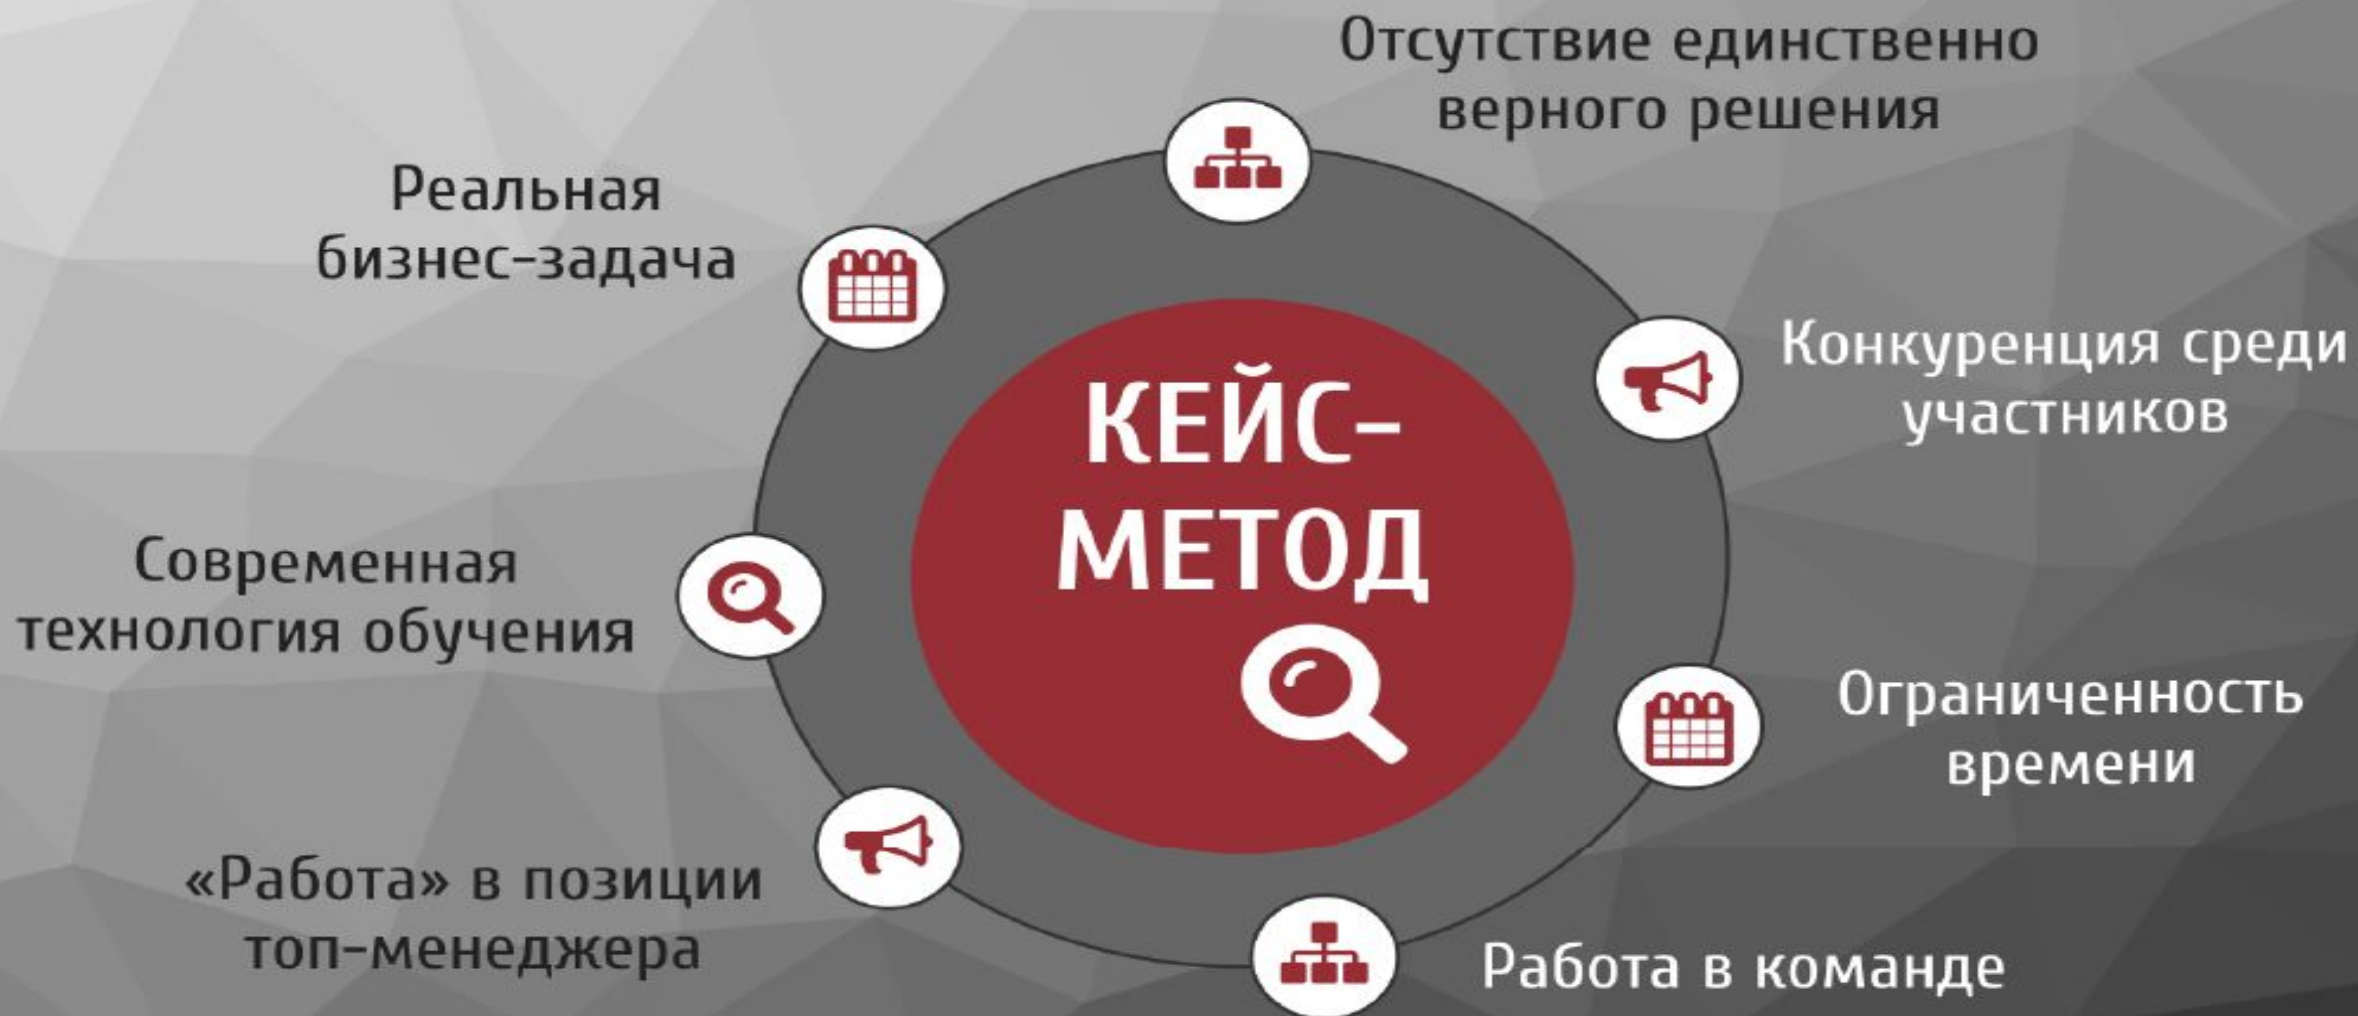 Отсутствие единственно
верного решения
Реальная
бизнес-задача
Конкуренция среди
участников
КЕЙС-
МЕТОД
Современная
технология обучения
Ограниченность
времени
«Работа» в позиции
топ-менеджера
Работа в команде